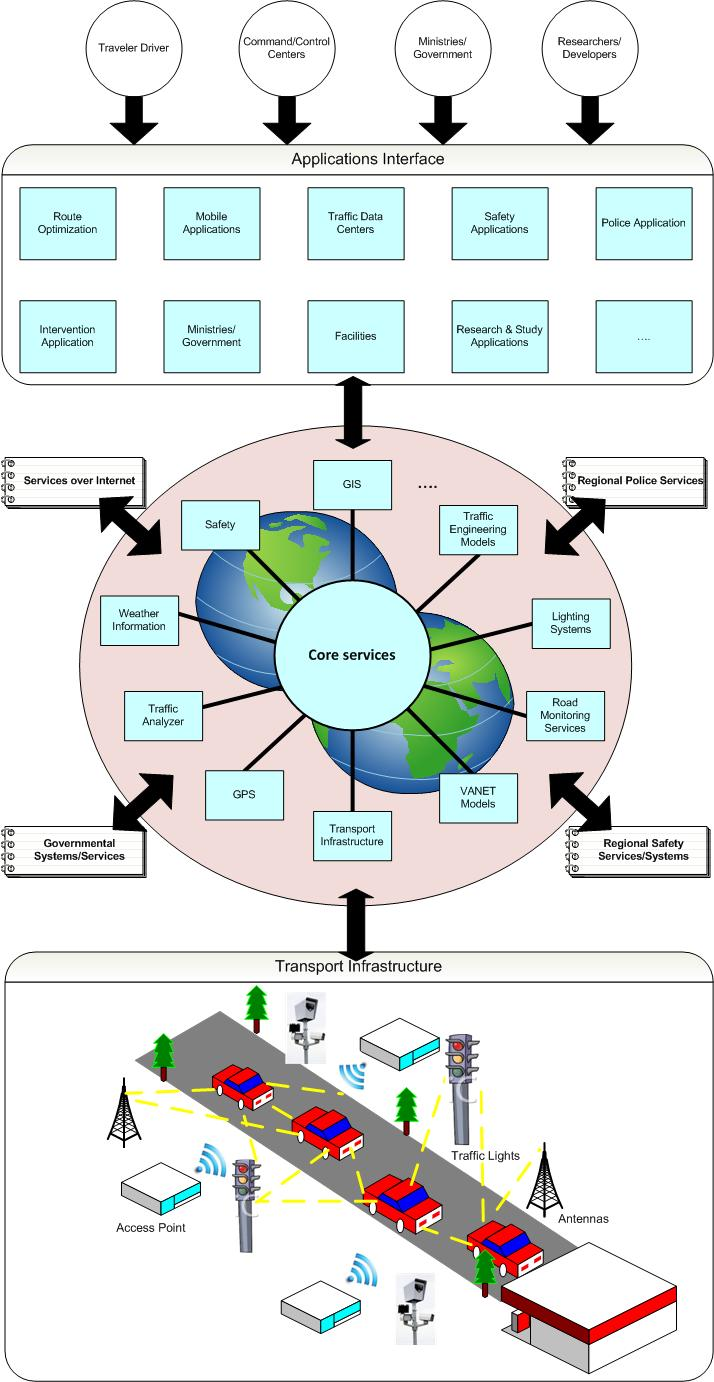 Traveler Driver
Command/Control
Centers
Ministries/
Government
Researchers/
Developers
Applications Interface
Route
Optimization
Mobile
Applications
Traffic Data
Centers
Safety
Applications
Police Application
Intervention
Application
Ministries/
Government
Facilities
Research & Study
Applications
....
Services over Internet
Regional Police Services
GIS
....
Safety
Traffic
Engineering
Models
Weather
Information
Lighting
Systems
Core services
Traffic
Analyzer
Road
Monitoring
Services
GPS
VANET
Models
Transport
Infrastructure
Governmental
Systems/Services
Regional Safety
Services/Systems
Transport Infrastructure
Traffic Lights
Access Point
Antennas